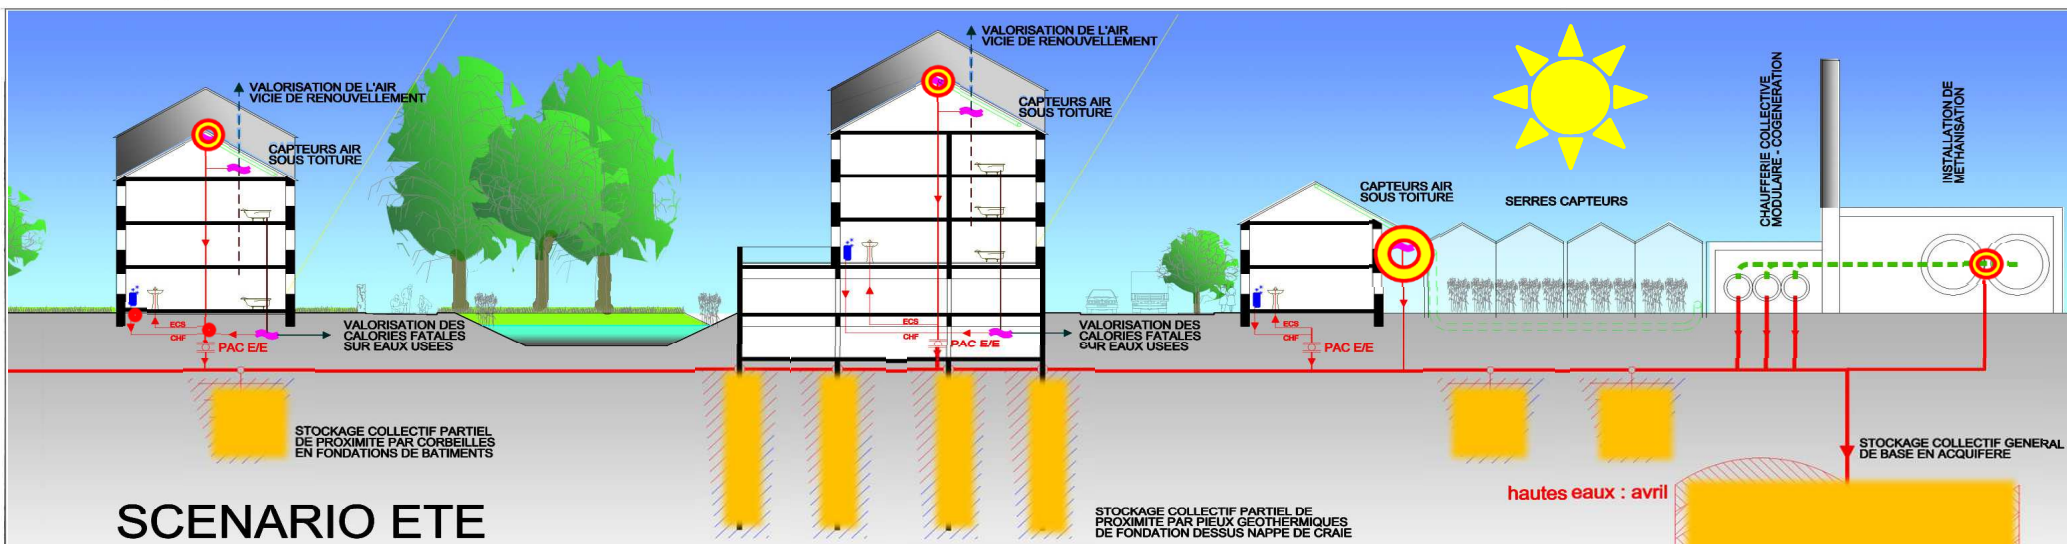 VALORISATION DE L'AIR
VICIE DE RENOUVELLEMENT
CAPTEURS AIR
SOUS TOITURE
ECS
CHF
PAC E/E
VALORISATION DES
CALORIES FATALES
SUR EAUX USEES
STOCKAGE COLLECTIF PARTIEL
DE PROXIMITE PAR CORBEILLES
EN FONDATIONS DE BATIMENTS
SCENARIO ETE
VALORISATION DE L'AIR
VICIE DE RENOUVELLEMENT
CAPTEURS AIR
SOUS TOITURE
ECS
CHF
PAC E/E
VALORISATION DES
CALORIES FATALES
SUR EAUX USEES
STOCKAGE COLLECTIF PARTIEL DE
PROXIMITE PAR PIEUX GEOTHERMIQUES
DE FONDATION DESSUS NAPPE DE CRAIE
CAPTEURS AIR
SOUS TOITURE
ECS
CHF
PAC E/E
SERRES CAPTEURS
CHAUFFERIE COLLECTIVE
MODULAIRE - COGENERATION
INSTALLATION DE
METHANISATION
STOCKAGE COLLECTIF GENERAL
DE BASE EN ACQUIFERE
hautes eaux : avril